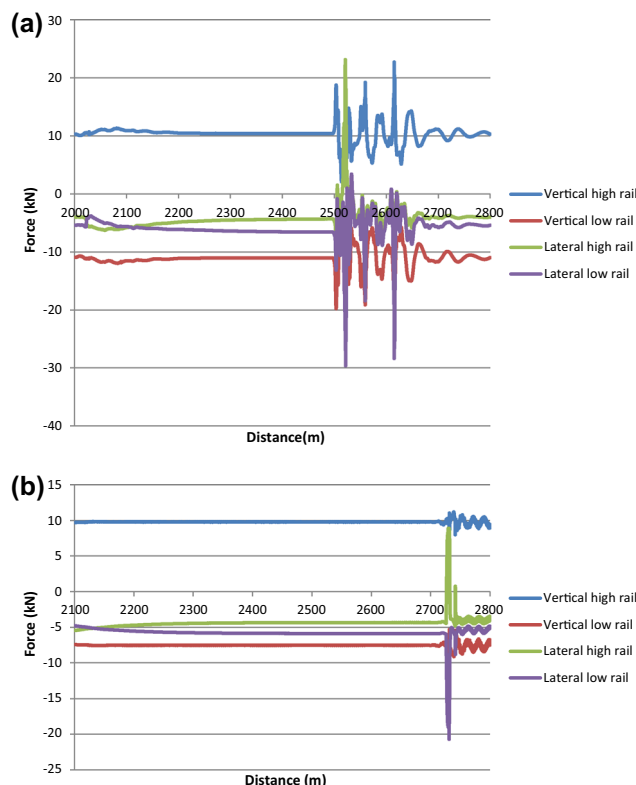 (a)
30
20
10
0
-10
-20
-30
-40
2000 2100 2200 2300 2400 2500 2600 2700 2800
Force (kN)
Distance(m)
Vertical high rail
Vertical low rail
Lateral high rail
Lateral low rail
(b)
15
10
5
0
-5
-10
-15
-20
-25
2100 2200 2300 2400 2500 2600 2700 2800
Force (kN)
Distance (m)
Vertical high rail
Vertical low rail
Lateral high rail
Lateral low rail